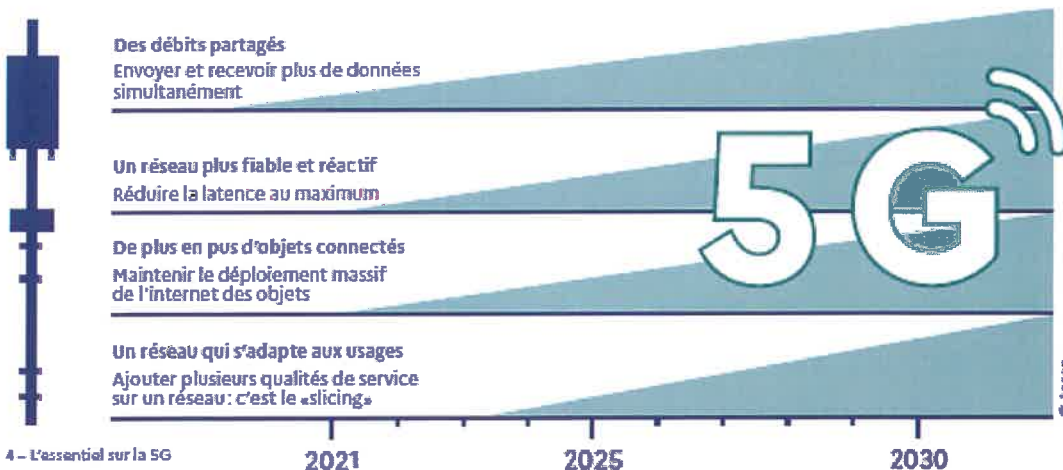 Des débits partagés
Envoyer et recevoir plus de données
simultanément
Un réseau plus fiable et réactif
Réduire la latence au maximum
De plus en pus d'objets connectés
Maintenir le déploiement massif
de l'internet des objets
Un réseau qui s'adapte aux usages
Ajouter plusieurs qualités de service
sur un réseau: c'est le «slicing»
5G
2021
2025
2030
4 – L'essentiel sur la 5G